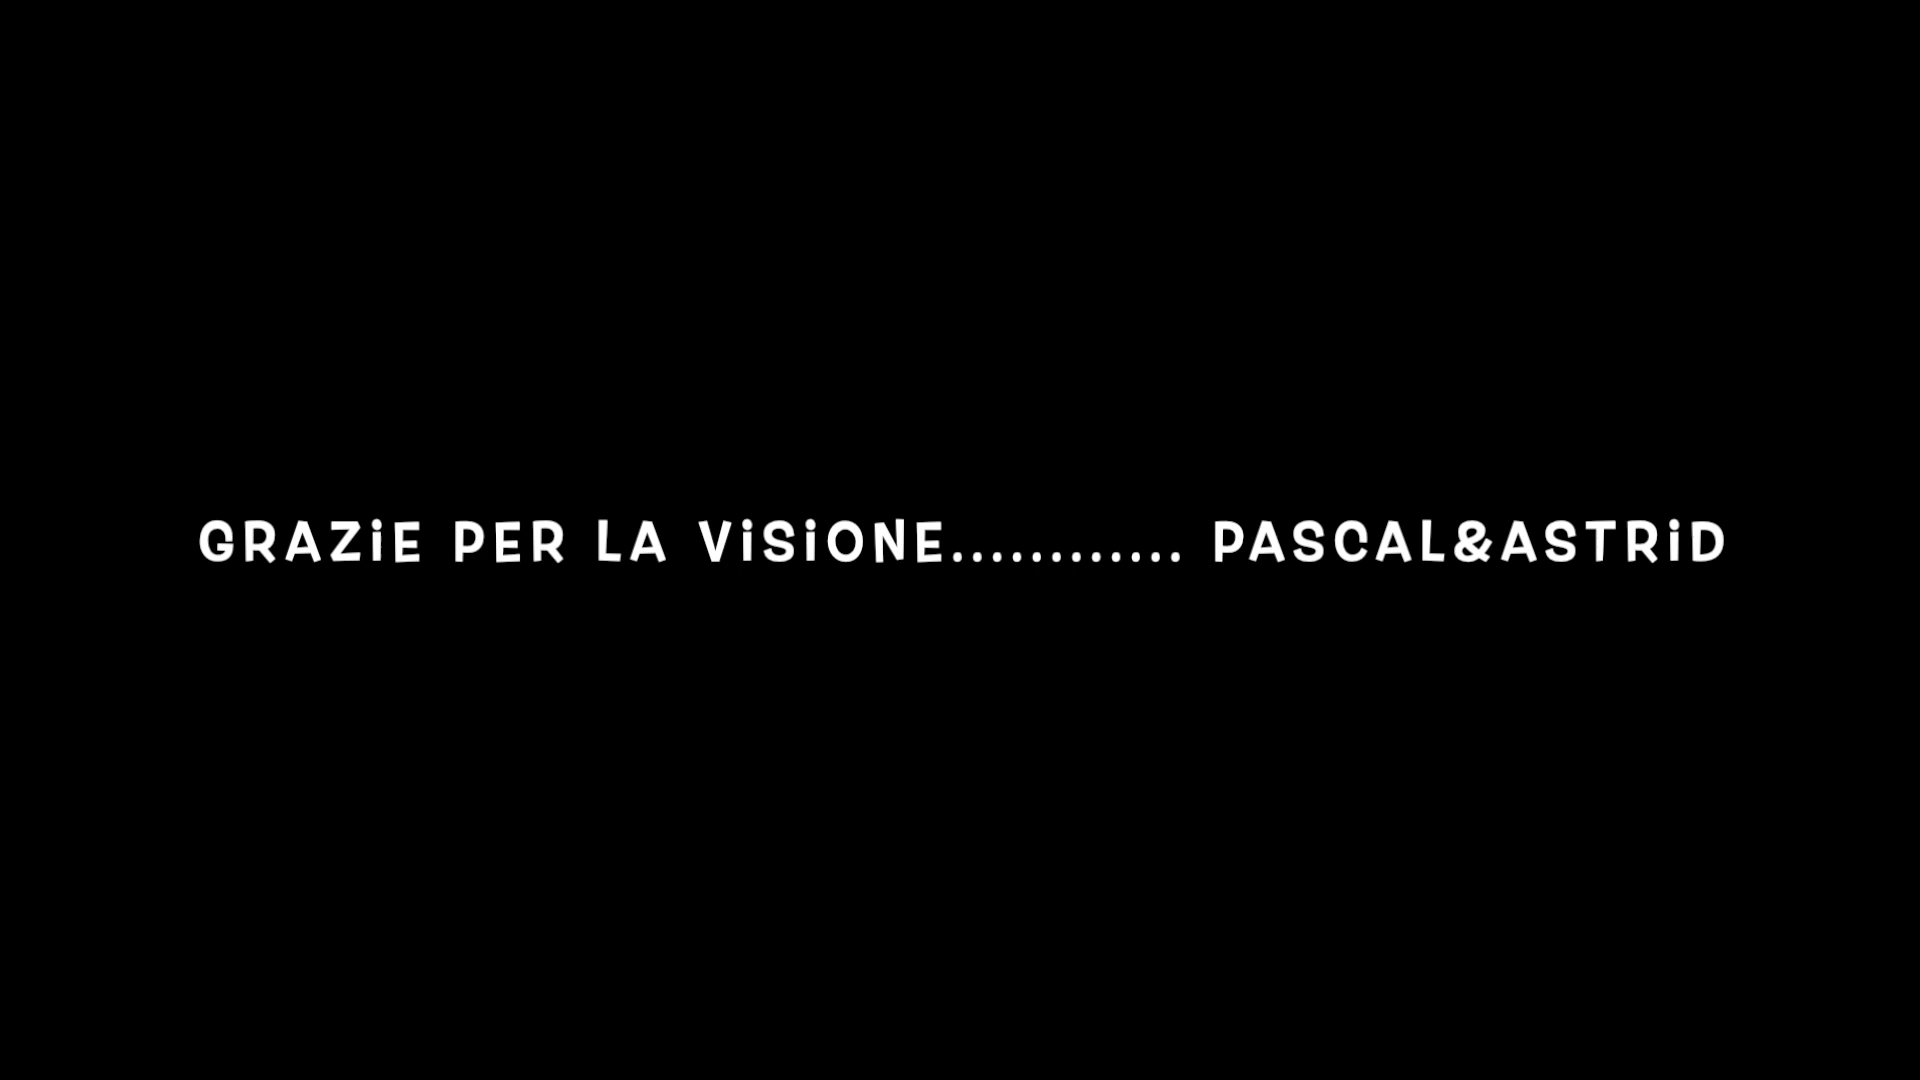 GRAZiE PER LA ViSiONE............ PASCAL&ASTRiD